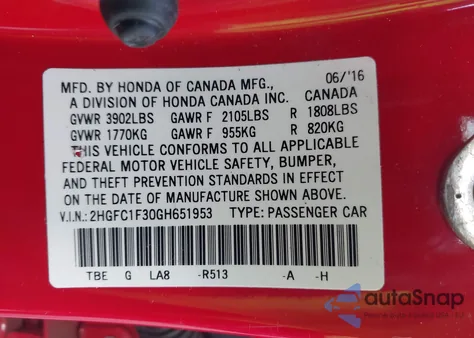 MFD. BY HONDA OF CANADA MFG., 06/'16
A DIVISION OF HONDA CANADA INC. CANADA
GVWR 3902LBS GAWR F 2105LBS R 1808LBS
GVWR 1770KG GAWR F 955KG R 820KG
THIS VEHICLE CONFORMS TO ALL APPLICABLE
FEDERAL MOTOR VEHICLE SAFETY, BUMPER,
AND THEFT PREVENTION STANDARDS IN EFFECT
ON THE DATE OF MANUFACTURE SHOWN ABOVE.
V.I.N.: 2HGFC1F30GH651953 TYPE: PASSENGER CAR
TBE G LA8 -R513 -A -H
autoSnap